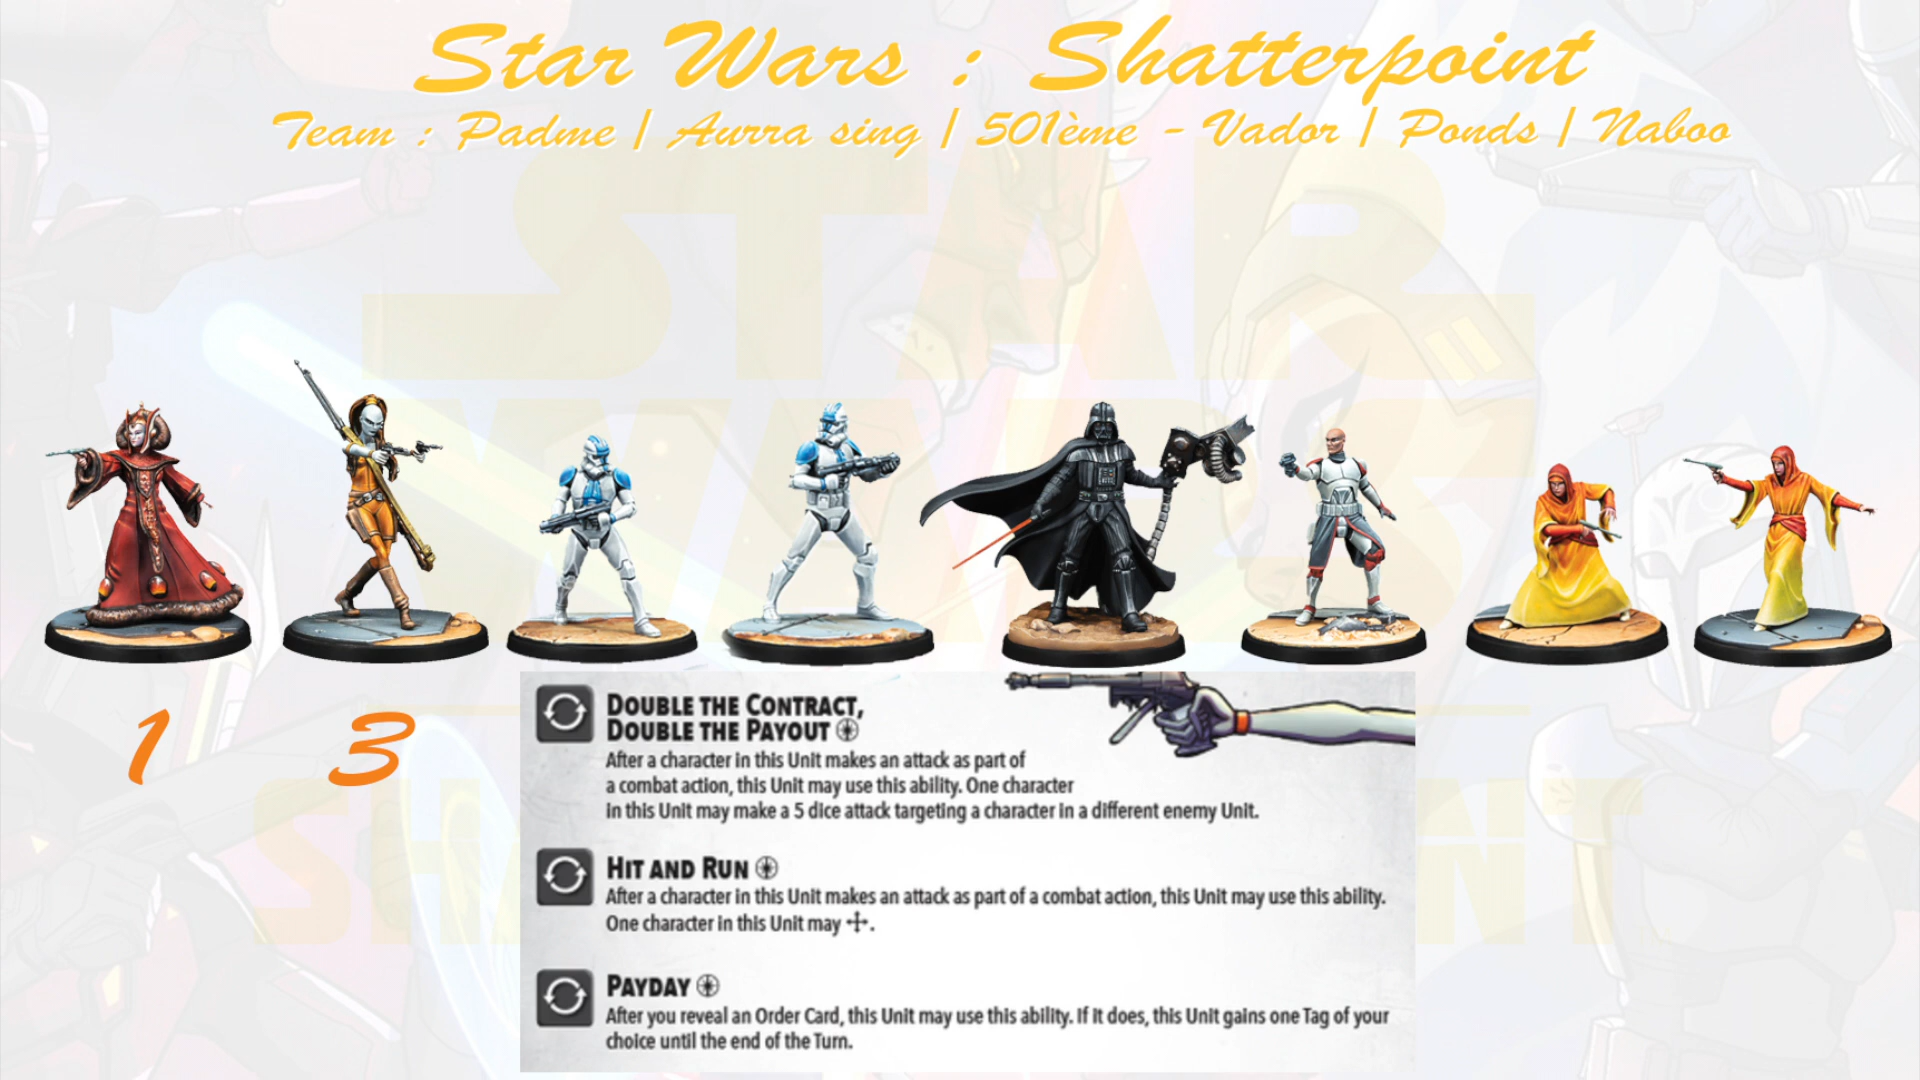 Star Wars : Shatterpoint
Team : Padme | Aurra sing | 501ème - Vador | Ponds | Naboo
STAR
WARS
SHATTERPOINT
1 3
DOUBLE THE CONTRACT,
DOUBLE THE PAYOUT
After a character in this Unit makes an attack as part of
a combat action, this Unit may use this ability. One character
in this Unit may make a 5 dice attack targeting a character in a different enemy Unit.
HIT AND RUN
After a character in this Unit makes an attack as part of a combat action, this Unit may use this ability.
One character in this Unit may .
PAYDAY
After you reveal an Order Card, this Unit may use this ability. If it does, this Unit gains one Tag of your
choice until the end of the Turn.